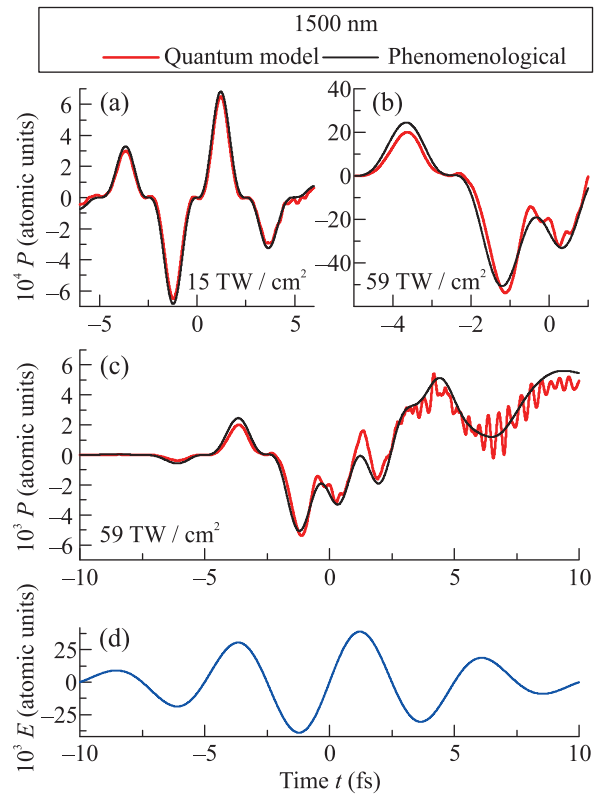 1500 nm
Quantum model Phenomenological
(a) (b)
10⁴ P (atomic units)
6
4
2
0
−2
−4
−6
15 TW / cm²
−5 0 5
40
20
0
−20
−40
59 TW / cm²
−4 −2 0
(c)
10³ P (atomic units)
6
4
2
0
−2
−4
−6
59 TW / cm²
−10 −5 0 5 10
(d)
10³ E (atomic units)
25
0
−25
−10 −5 0 5 10
Time t (fs)